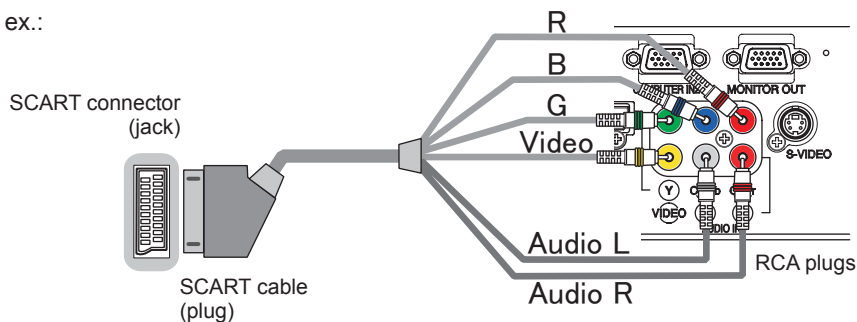 ex.:
R
B
G
Video
Audio L
Audio R
SCART connector
(jack)
SCART cable
(plug)
MONITOR OUT
S-VIDEO
Y
VIDEO
RCA plugs